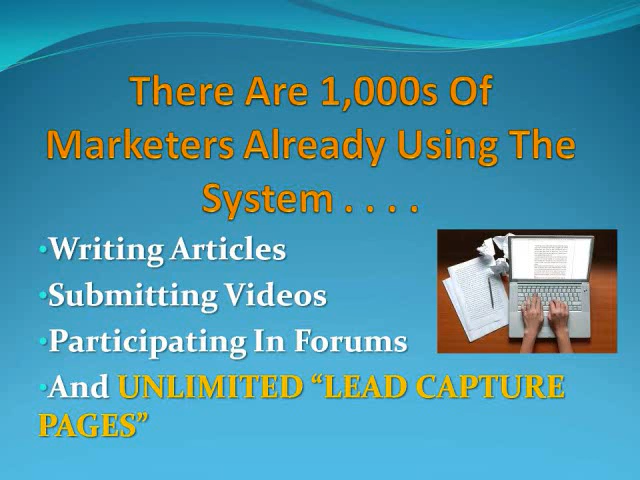 There Are 1,000s Of
Marketers Already Using The
System . . . .
•Writing Articles
•Submitting Videos
•Participating In Forums
•And UNLIMITED “LEAD CAPTURE
PAGES”